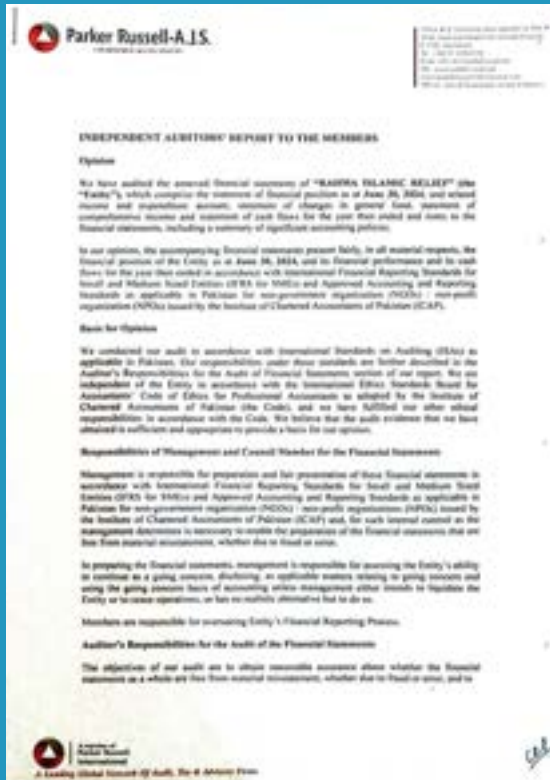 Parker Russell-A.J.S.
INDEPENDENT AUDITORS' REPORT TO THE MEMBERS
Opinion
We have audited the annexed financial statements of "RAHWA ISLAMIC RELIEF" (the
"Entity"), which comprise the statement of financial position as at June 30, 2024, and related
income and expenditure account, statement of changes in general fund, statement of
comprehensive income and statement of cash flows for the year then ended and notes to the
financial statements, including a summary of significant accounting policies.
In our opinion, the accompanying financial statements present fairly, in all material respects, the
financial position of the Entity as at June 30, 2024, and its financial performance and its cash
flows for the year then ended in accordance with International Financial Reporting Standards for
Small and Medium Sized Entities (IFRS for SMEs) and Approved Accounting and Reporting
Standards as applicable in Pakistan for non-government organization (NGOs) / non-profit
organization (NPOs) issued by the Institute of Chartered Accountants of Pakistan (ICAP).
Basis for Opinion
We conducted our audit in accordance with International Standards on Auditing (ISAs) as
applicable in Pakistan. Our responsibilities under those standards are further described in the
Auditor's Responsibilities for the Audit of Financial Statements section of our report. We are
independent of the Entity in accordance with the International Ethics Standards Board for
Accountants' Code of Ethics for Professional Accountants as adopted by the Institute of
Chartered Accountants of Pakistan (the Code), and we have fulfilled our other ethical
responsibilities in accordance with the Code. We believe that the audit evidence that we have
obtained is sufficient and appropriate to provide a basis for our opinion.
Responsibilities of Management and Council Member for the Financial Statements
Management is responsible for preparation and fair presentation of these financial statements in
accordance with International Financial Reporting Standards for Small and Medium Sized
Entities (IFRS for SMEs) and Approved Accounting and Reporting Standards as applicable in
Pakistan for non-government organization (NGOs) / non-profit organizations (NPOs) issued by
the Institute of Chartered Accountants of Pakistan (ICAP) and, for such internal control as the
management determines is necessary to enable the preparation of the financial statements that are
free from material misstatement, whether due to fraud or error.
In preparing the financial statements, management is responsible for assessing the Entity's ability
to continue as a going concern, disclosing, as applicable matters relating to going concern and
using the going concern basis of accounting unless management either intends to liquidate the
Entity or to cease operations, or has no realistic alternative but to do so.
Members are responsible for overseeing Entity's Financial Reporting Process.
Auditor's Responsibilities for the Audit of the Financial Statements
The objectives of our audit are to obtain reasonable assurance about whether the financial
statements as a whole are free from material misstatement, whether due to fraud or error, and to
A member of
Parker Russell
International
A Leading Global Network Of Audit, Tax & Advisory Firms